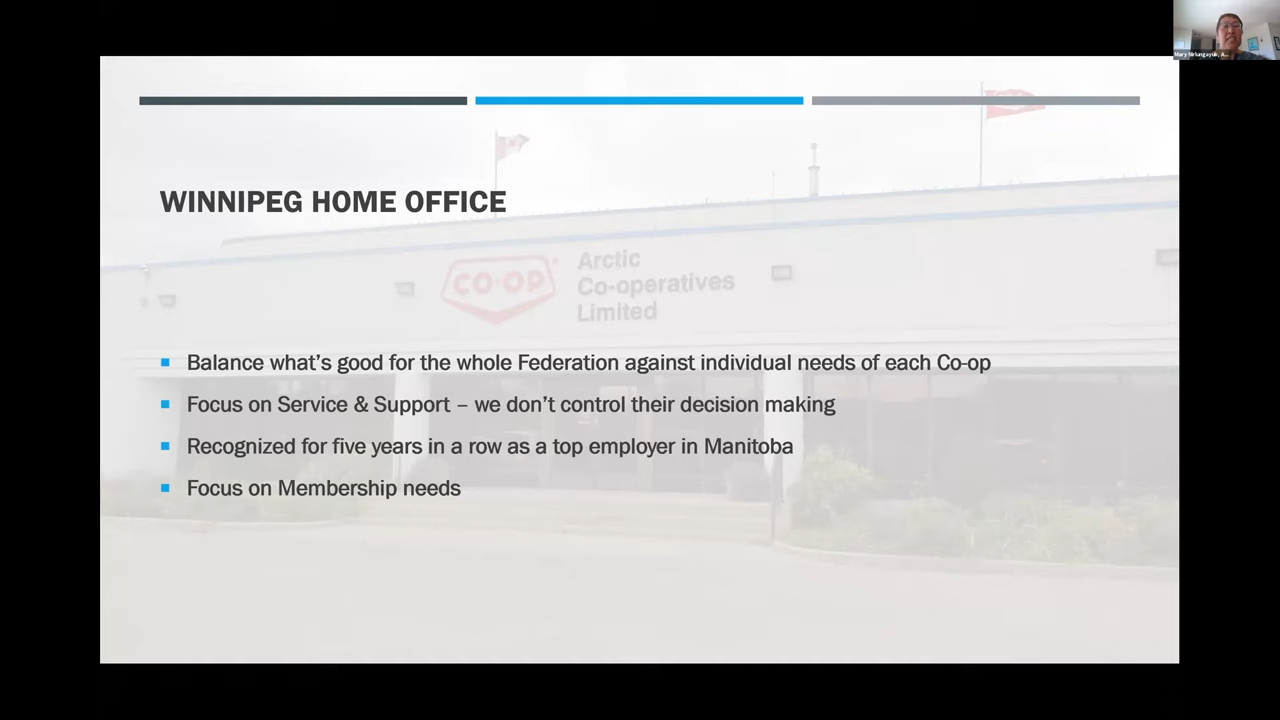 Mary Nirlungayuk, A...
WINNIPEG HOME OFFICE
CO-OP
Arctic
Co-operatives
Limited
Balance what's good for the whole Federation against individual needs of each Co-op
Focus on Service & Support – we don't control their decision making
Recognized for five years in a row as a top employer in Manitoba
Focus on Membership needs